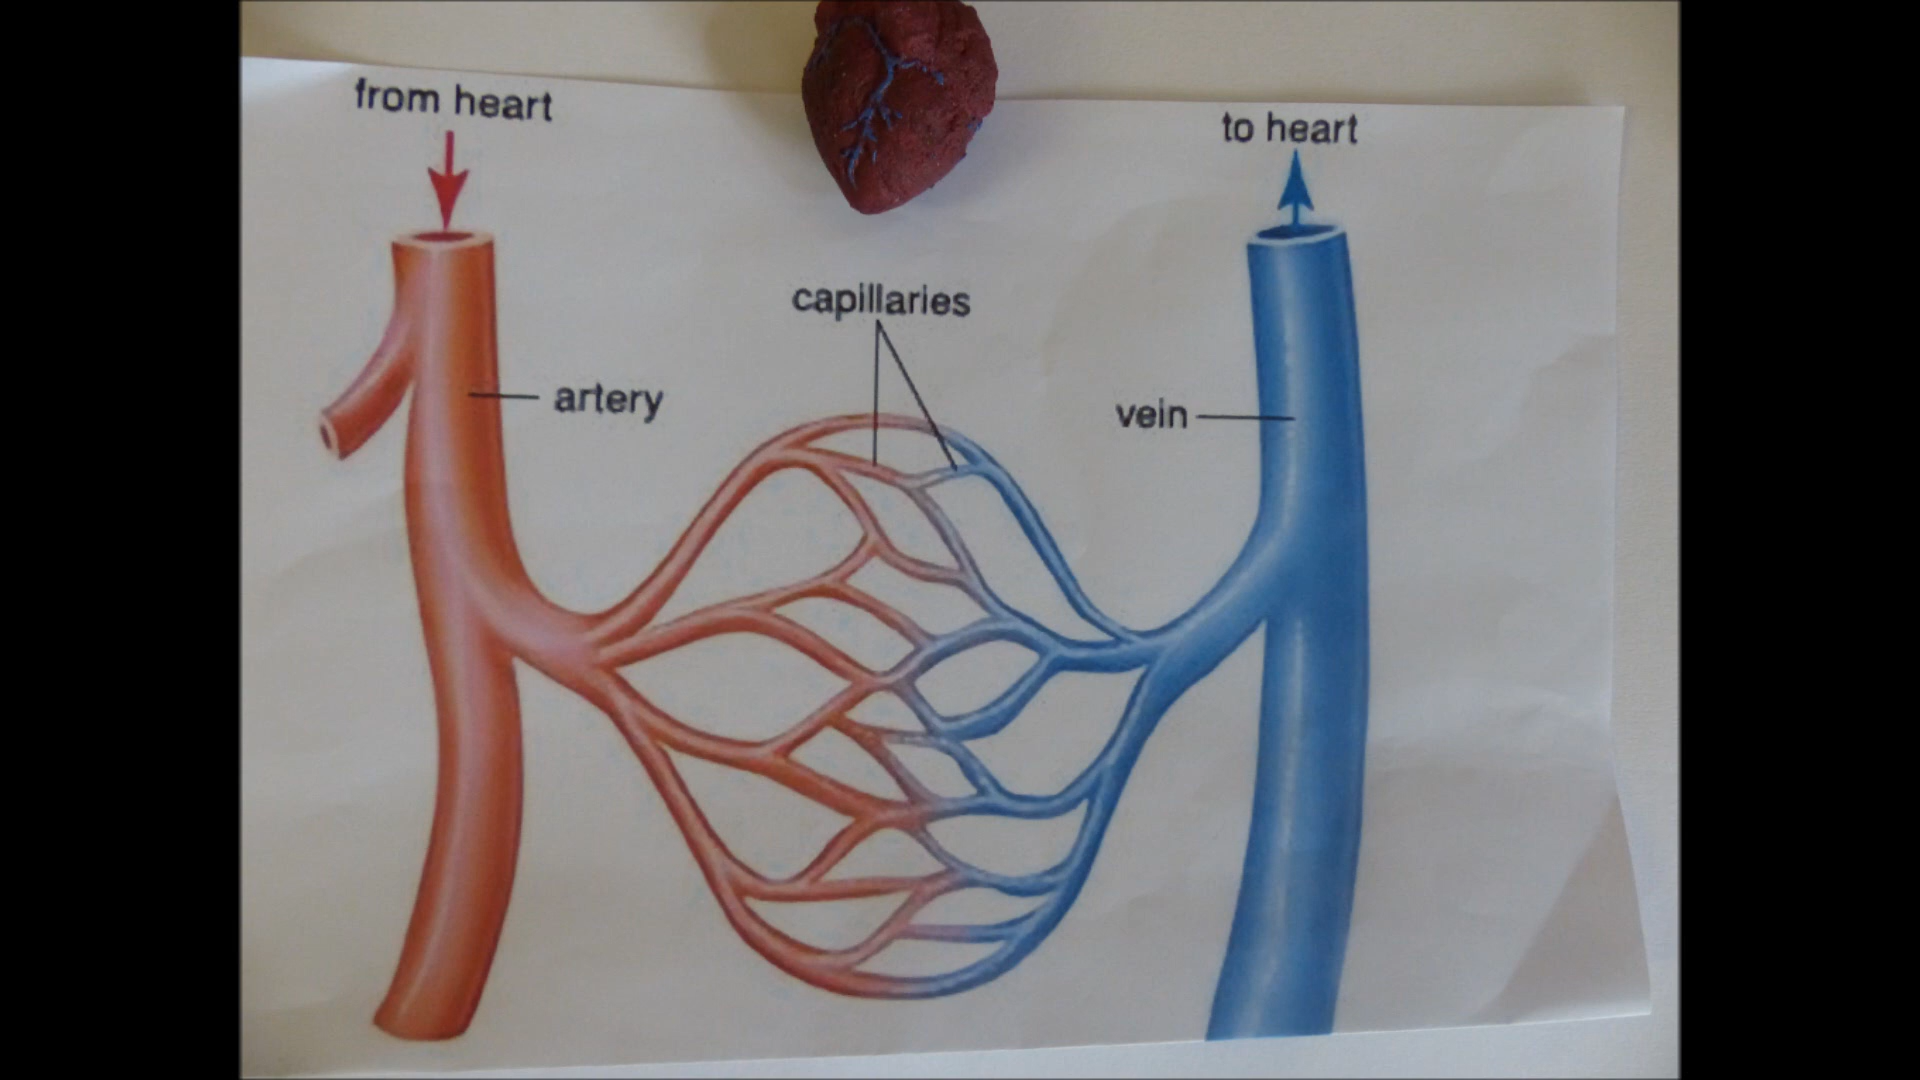 from heart
to heart
capillaries
artery
vein